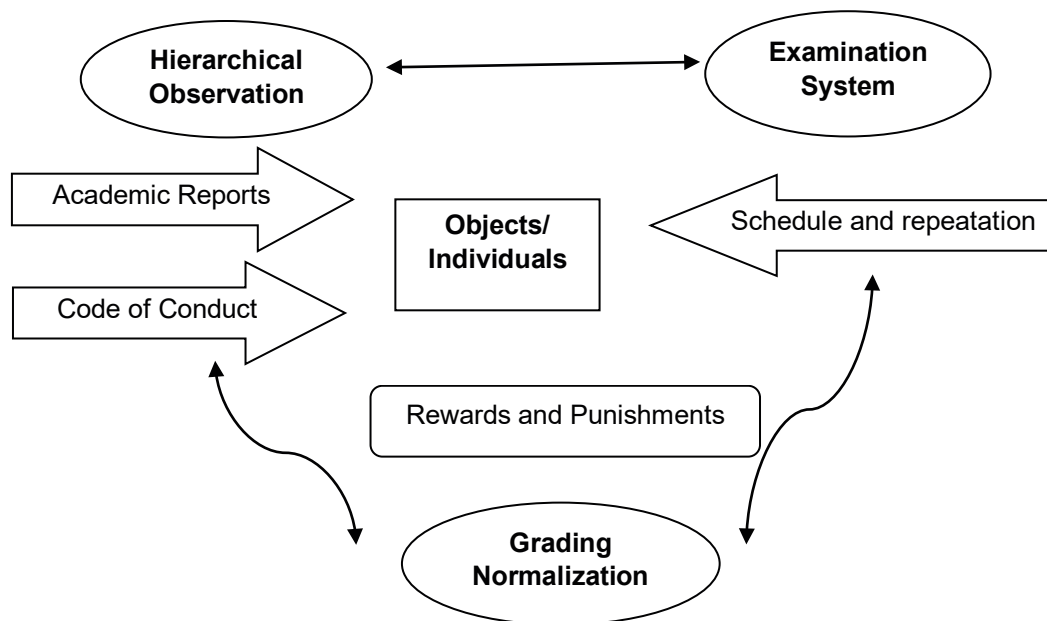 Hierarchical
Observation
Examination
System
Academic Reports
Objects/
Individuals
Schedule and repeatation
Code of Conduct
Rewards and Punishments
Grading
Normalization